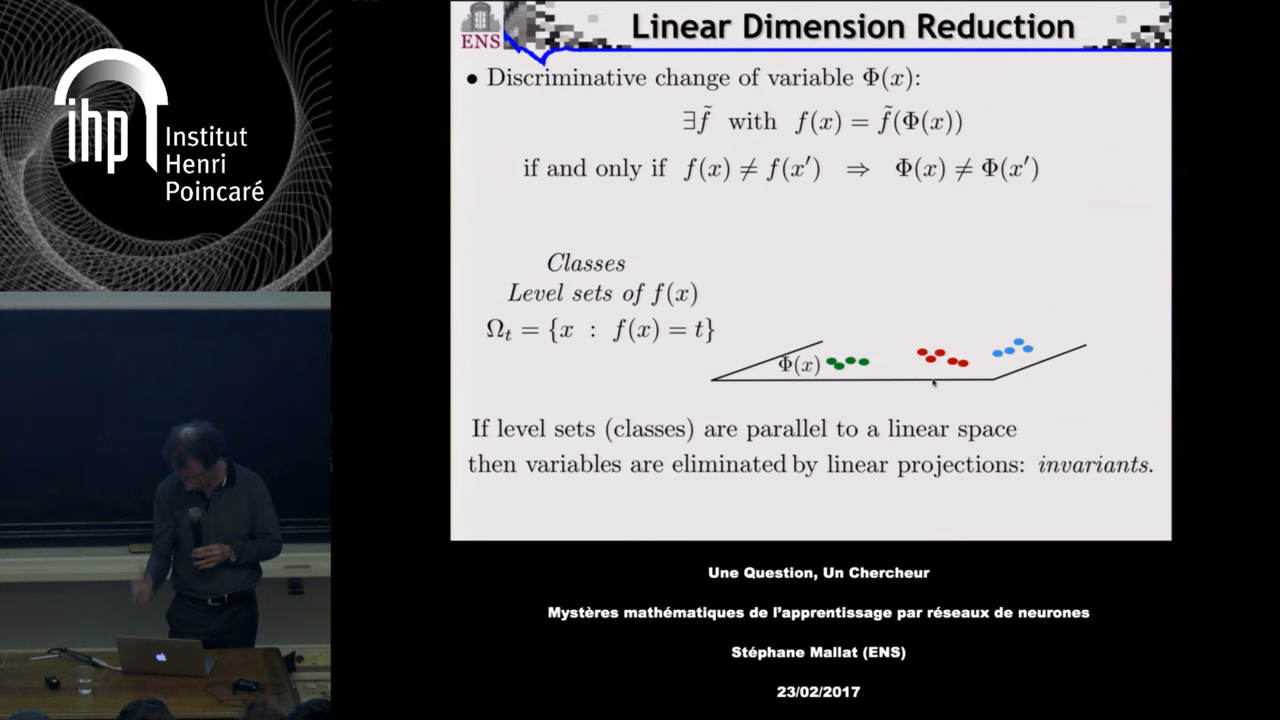 ihp
Institut
Henri
Poincaré
ENS
Linear Dimension Reduction
• Discriminative change of variable Φ(x):
∃f̃ with f(x) = f̃(Φ(x))
if and only if f(x) ≠ f(x′) ⇒ Φ(x) ≠ Φ(x′)
Classes
Level sets of f(x)
Ω_t = {x : f(x) = t}
Φ(x)
If level sets (classes) are parallel to a linear space
then variables are eliminated by linear projections: invariants.
Une Question, Un Chercheur
Mystères mathématiques de l'apprentissage par réseaux de neurones
Stéphane Mallat (ENS)
23/02/2017